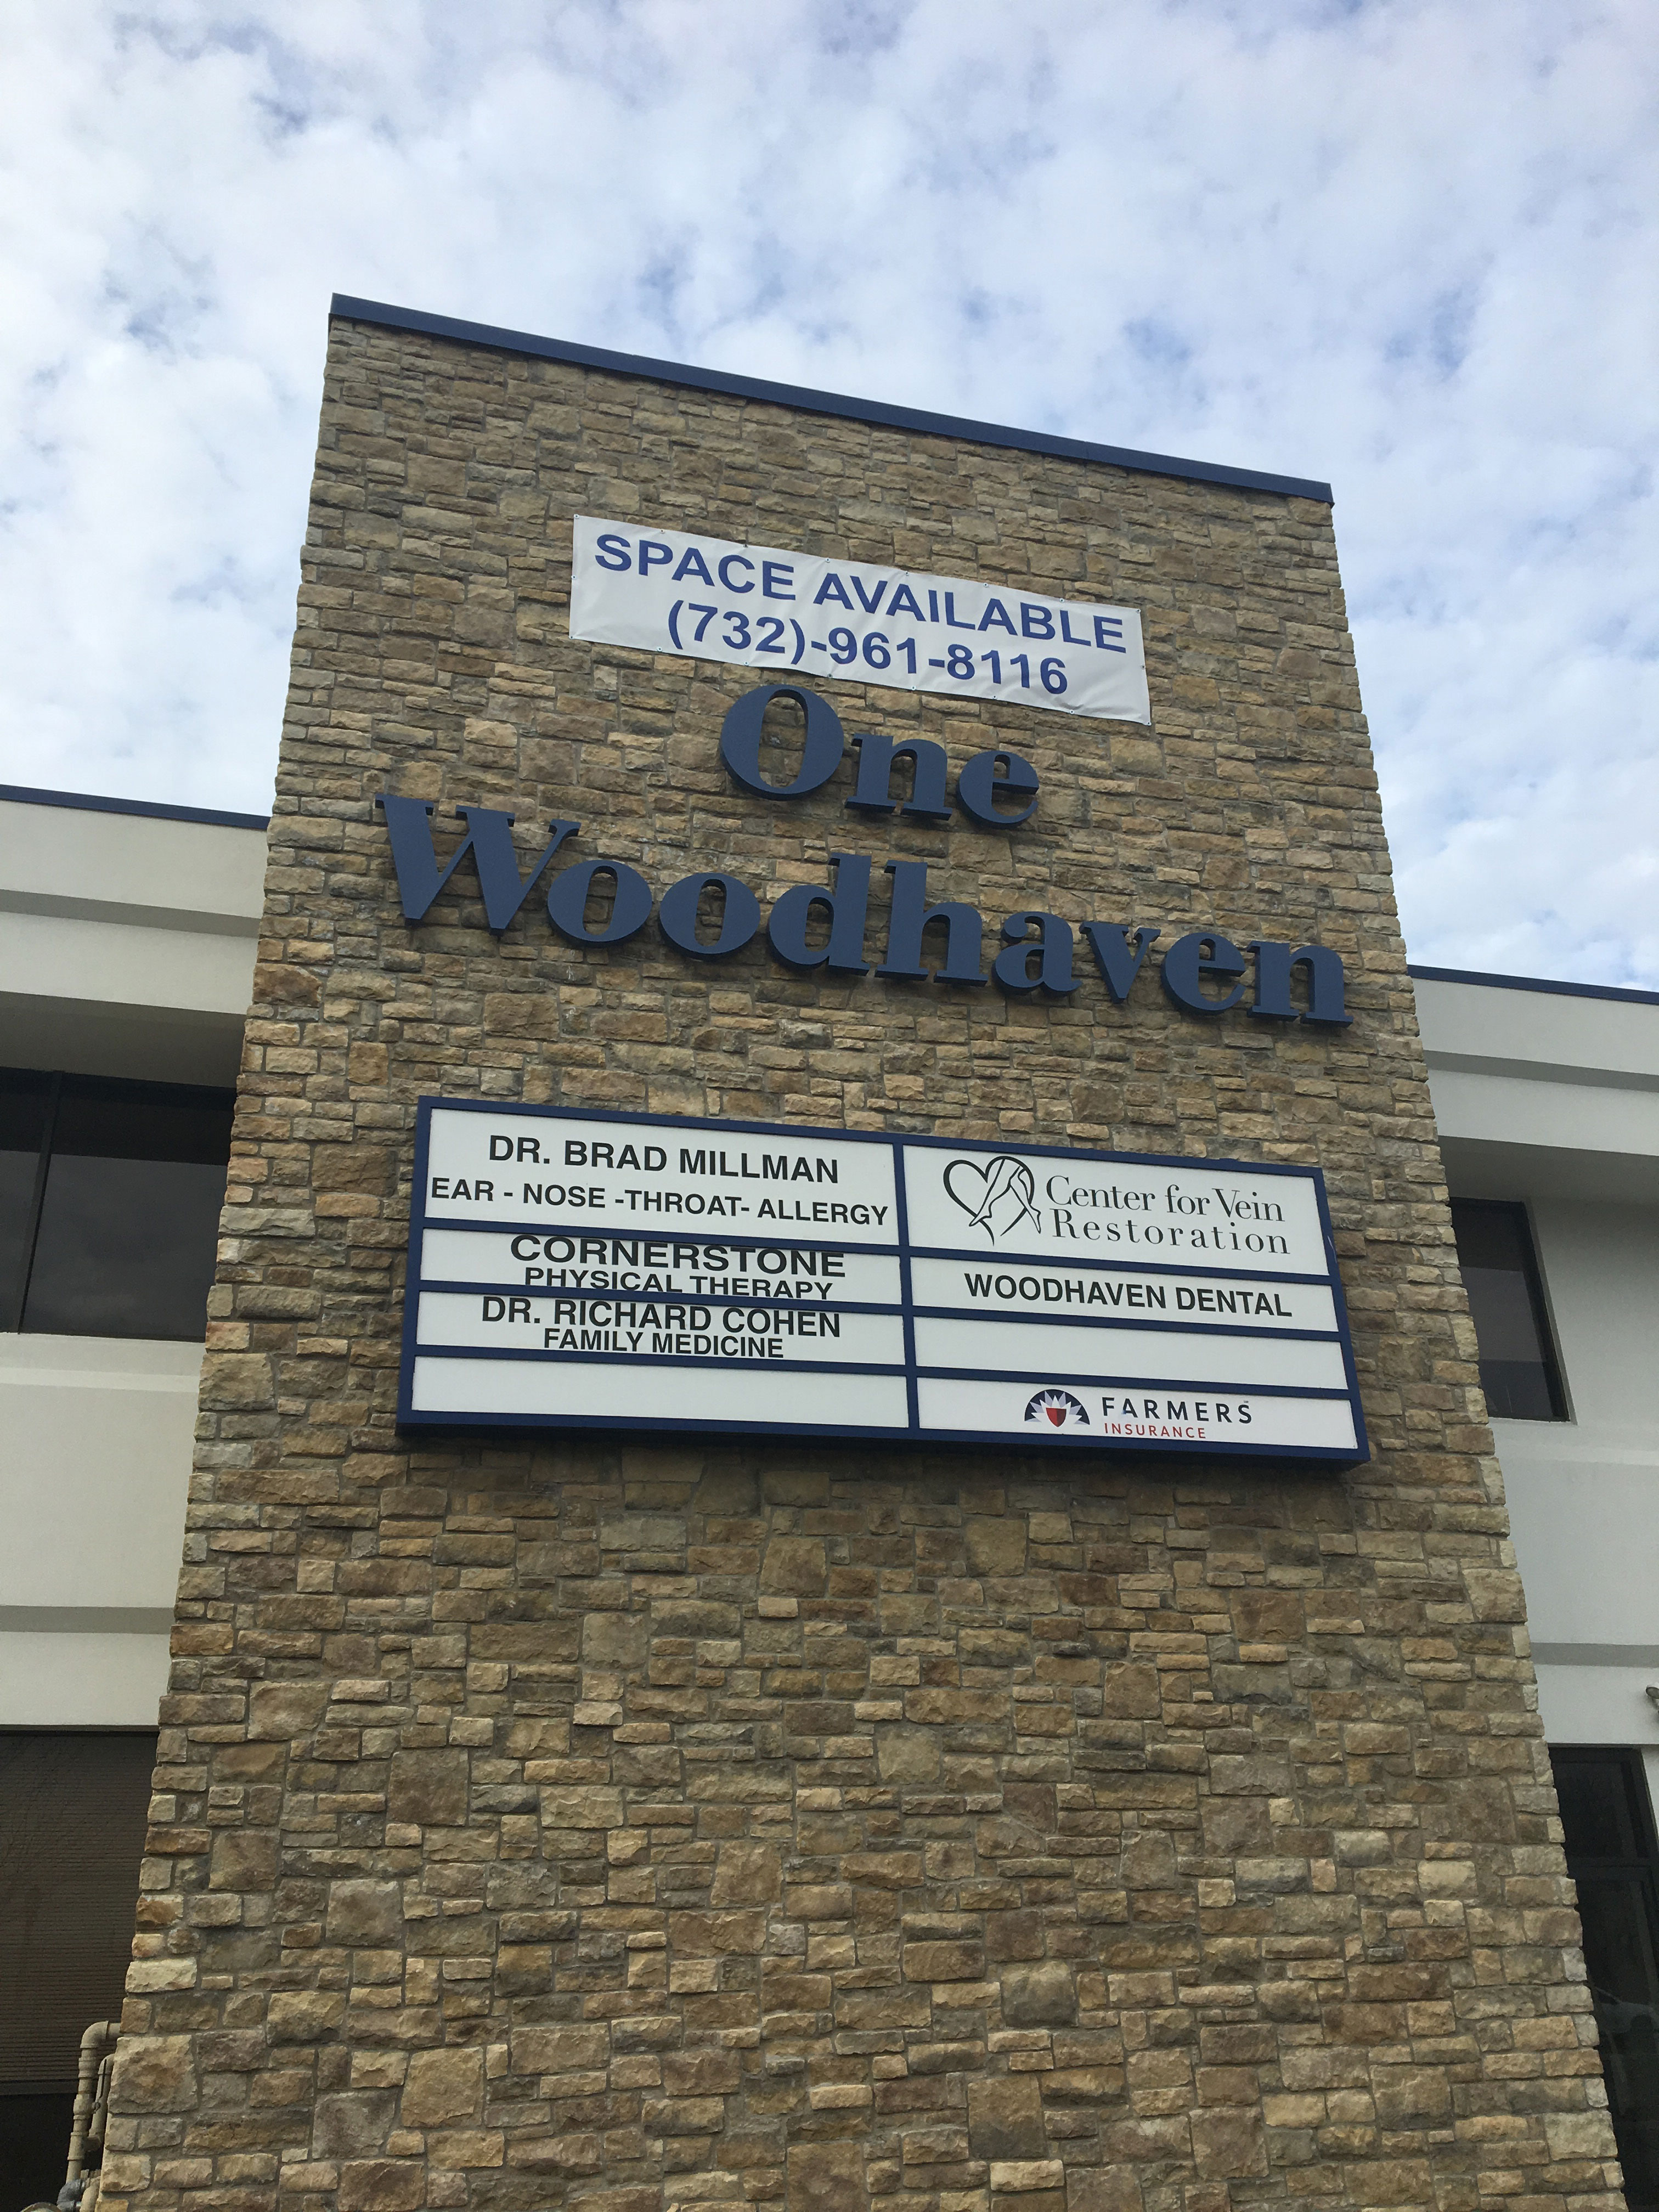 SPACE AVAILABLE
(732)-961-8116
One
Woodhaven
DR. BRAD MILLMAN
EAR - NOSE -THROAT- ALLERGY
CORNERSTONE
PHYSICAL THERAPY
DR. RICHARD COHEN
FAMILY MEDICINE
Center for Vein
Restoration
WOODHAVEN DENTAL
FARMERS
INSURANCE